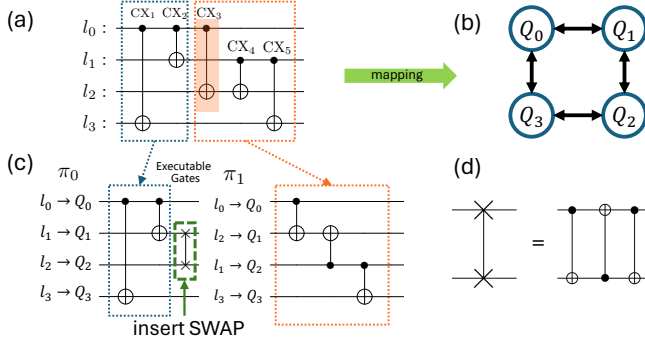 (a)
CX₁ CX₂ CX₃
l₀ :
l₁ :
CX₄ CX₅
l₂ :
l₃ :
mapping
(b)
Q₀ Q₁
Q₃ Q₂
(c)
π₀
Executable
Gates
π₁
l₀ → Q₀
l₁ → Q₁
l₂ → Q₂
l₃ → Q₃
insert SWAP
l₀ → Q₀
l₂ → Q₁
l₁ → Q₂
l₃ → Q₃
(d)
=